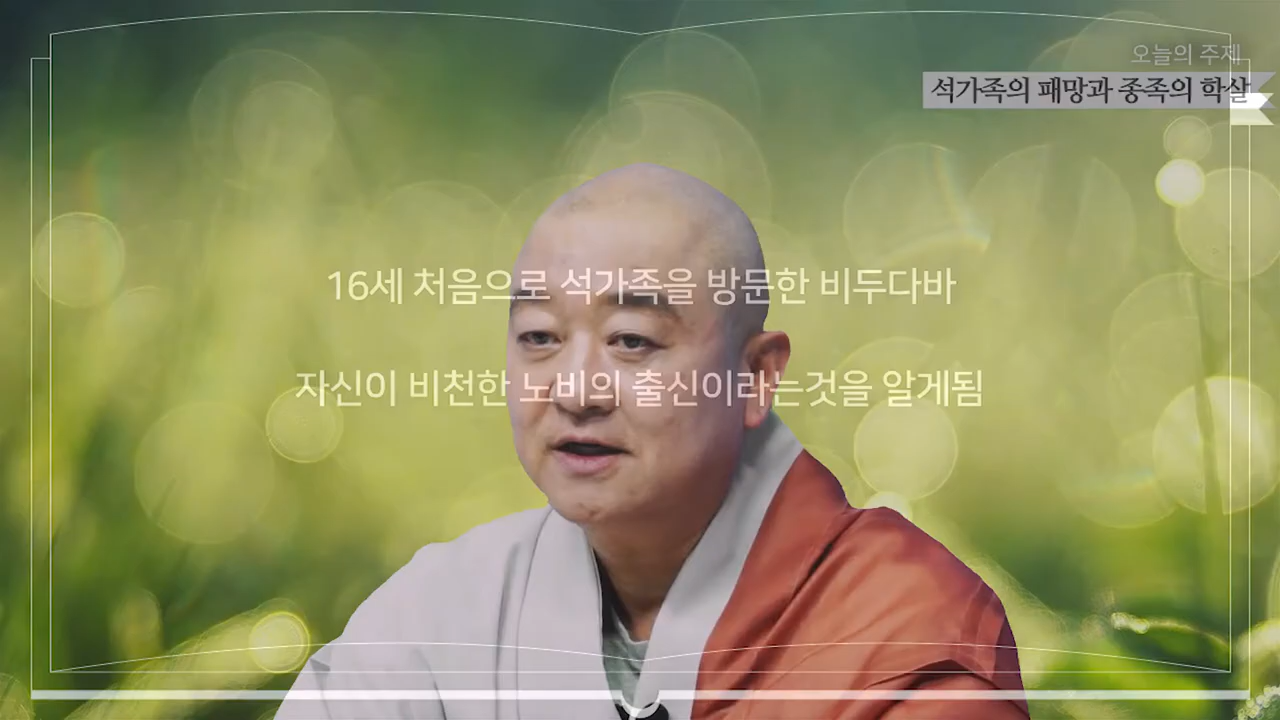 오늘의 주제
석가족의 패망과 종족의 학살
16세 처음으로 석가족을 방문한 비두다바
자신이 비천한 노비의 출신이라는것을 알게됨